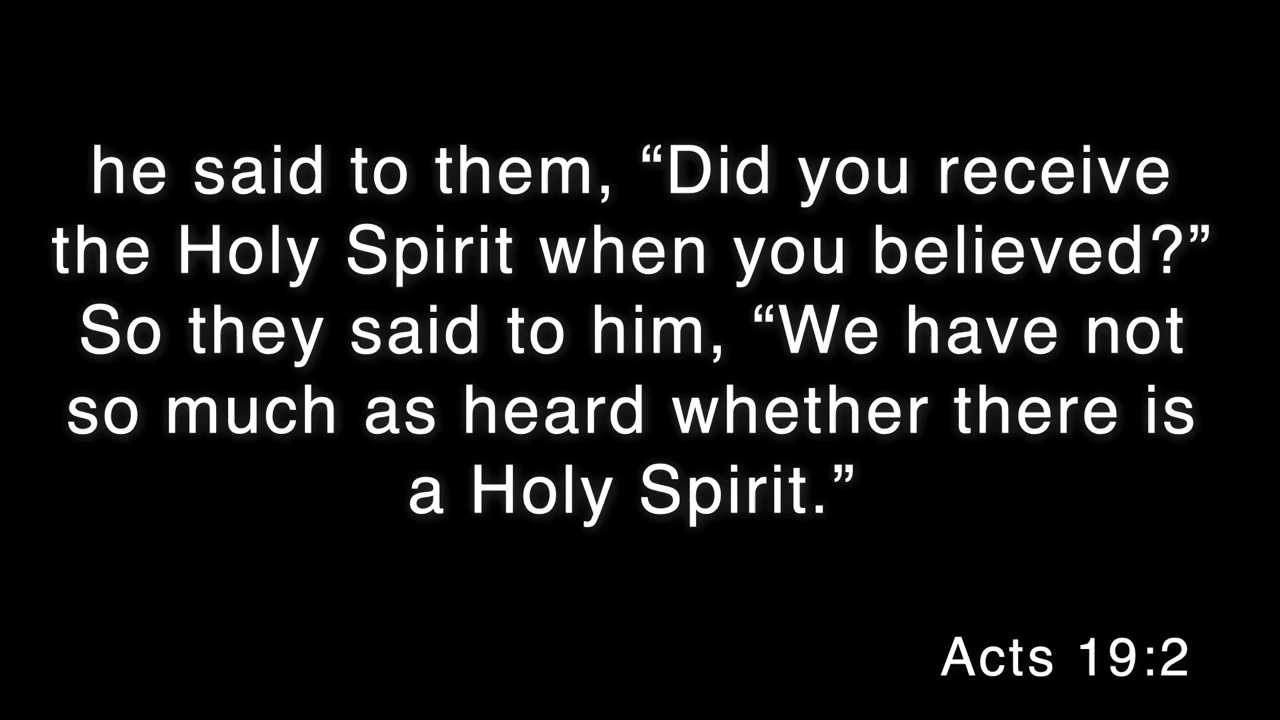 he said to them, “Did you receive
the Holy Spirit when you believed?”
So they said to him, “We have not
so much as heard whether there is
a Holy Spirit.”
Acts 19:2